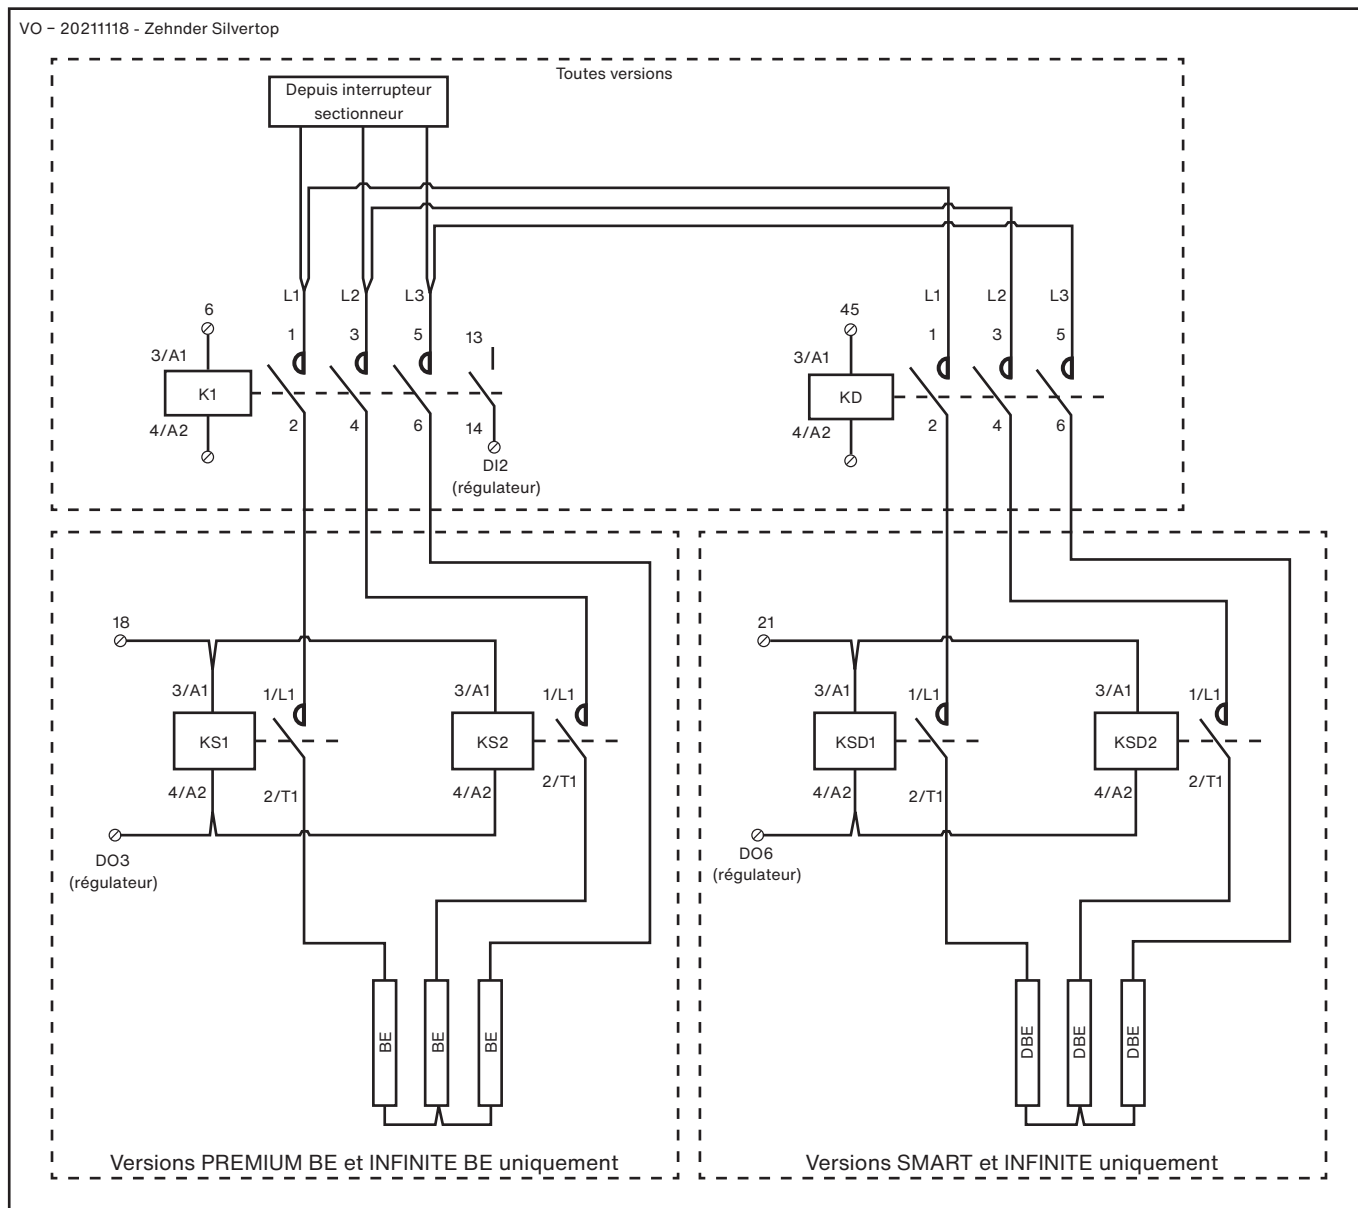 VO – 20211118 - Zehnder Silvertop
Toutes versions
Depuis interrupteur
sectionneur
L1
L2
L3
L1
L2
L3
6
1
3
5
13
45
1
3
5
3/A1
3/A1
K1
KD
4/A2
2
4
6
14
4/A2
2
4
6
DI2
(régulateur)
18
21
3/A1
1/L1
3/A1
1/L1
3/A1
1/L1
3/A1
1/L1
KS1
KS2
KSD1
KSD2
4/A2
2/T1
4/A2
2/T1
4/A2
2/T1
4/A2
2/T1
DO3
(régulateur)
DO6
(régulateur)
BE
BE
BE
DBE
DBE
DBE
Versions PREMIUM BE et INFINITE BE uniquement
Versions SMART et INFINITE uniquement